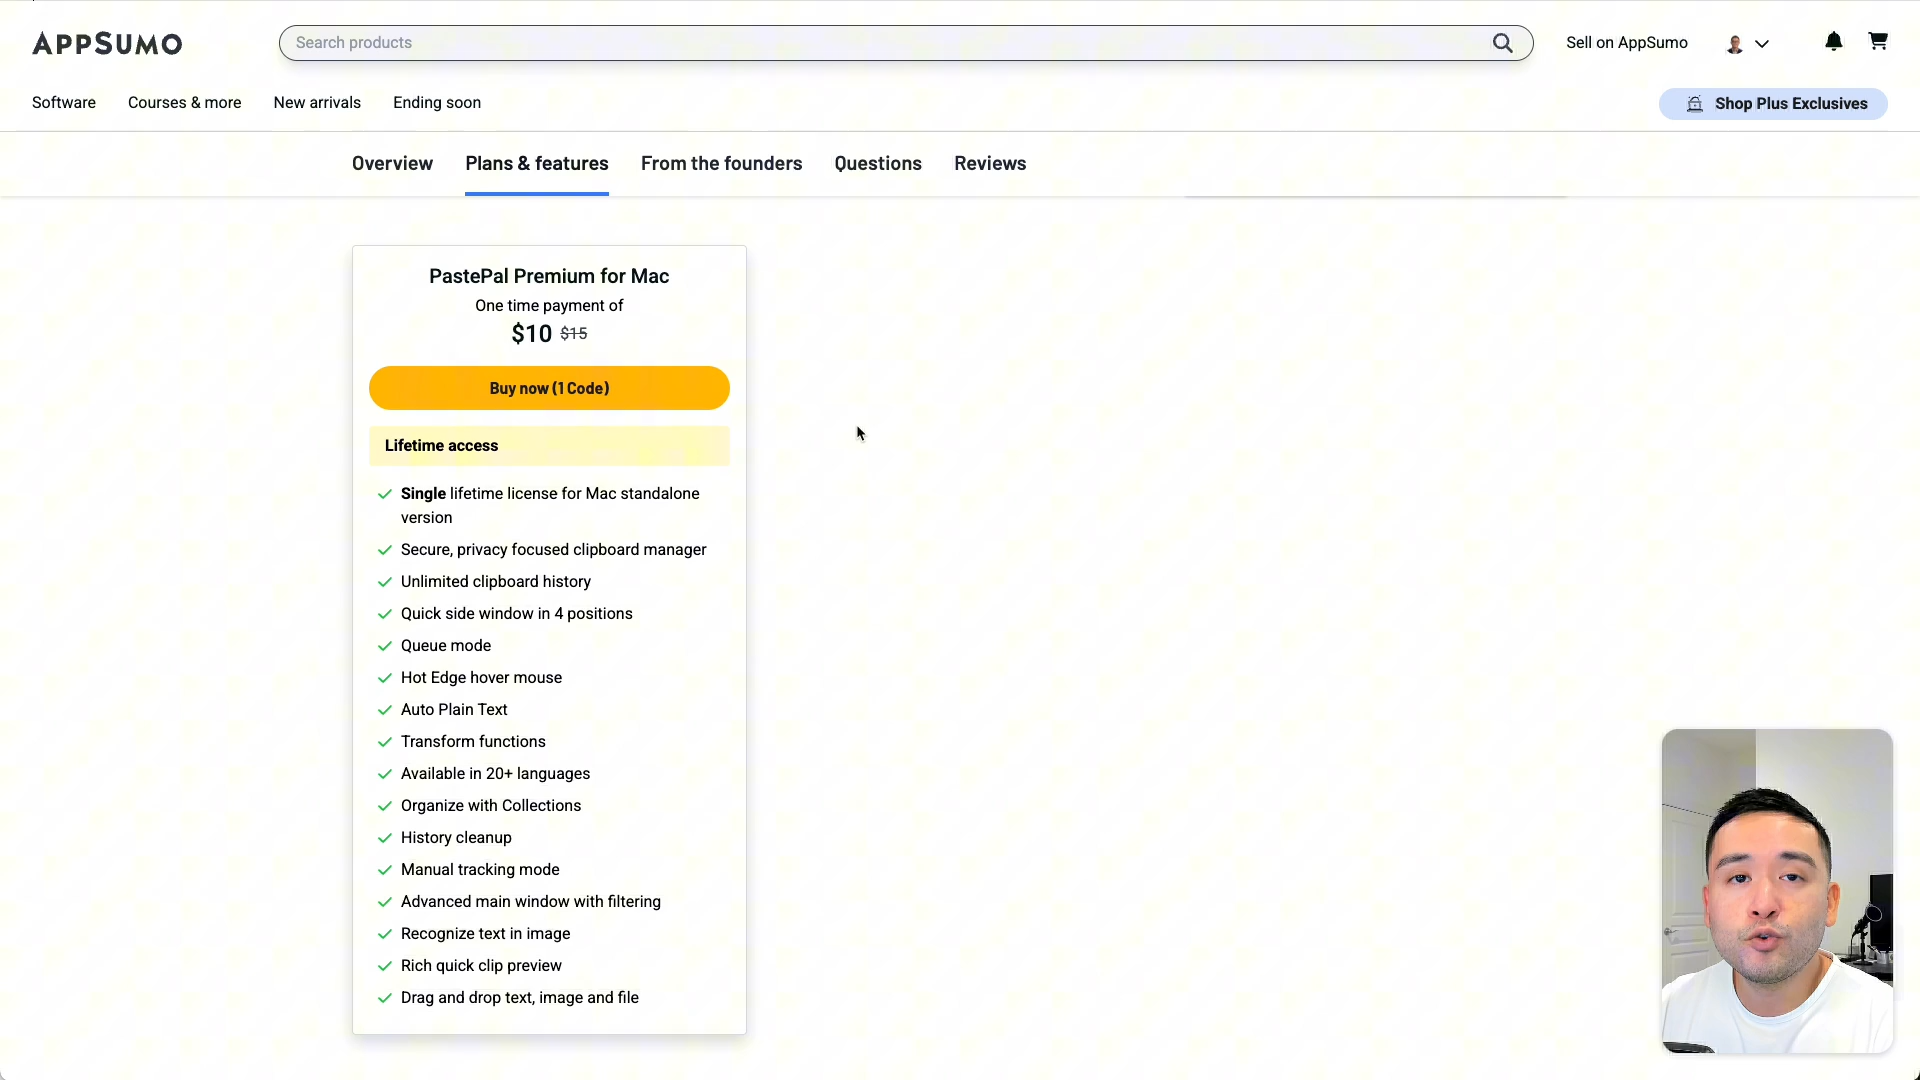 APPSUMO
Search products
Sell on AppSumo
Software
Courses & more
New arrivals
Ending soon
Shop Plus Exclusives
Overview
Plans & features
From the founders
Questions
Reviews
PastePal Premium for Mac
One time payment of
$10 $15
Buy now (1 Code)
Lifetime access
Single lifetime license for Mac standalone
version
Secure, privacy focused clipboard manager
Unlimited clipboard history
Quick side window in 4 positions
Queue mode
Hot Edge hover mouse
Auto Plain Text
Transform functions
Available in 20+ languages
Organize with Collections
History cleanup
Manual tracking mode
Advanced main window with filtering
Recognize text in image
Rich quick clip preview
Drag and drop text, image and file